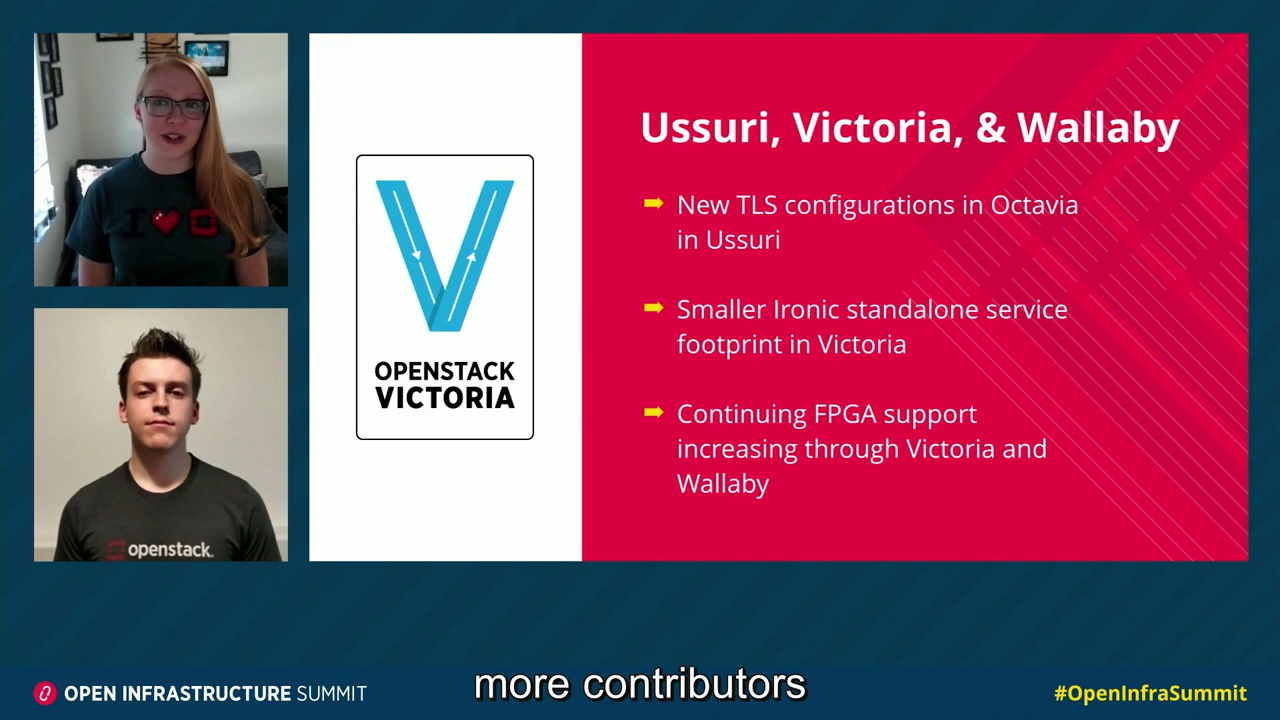 I
openstack.
OPENSTACK
VICTORIA
Ussuri, Victoria, & Wallaby
New TLS configurations in Octavia
in Ussuri
Smaller Ironic standalone service
footprint in Victoria
Continuing FPGA support
increasing through Victoria and
Wallaby
OPEN INFRASTRUCTURE SUMMIT
more contributors
#OpenInfraSummit